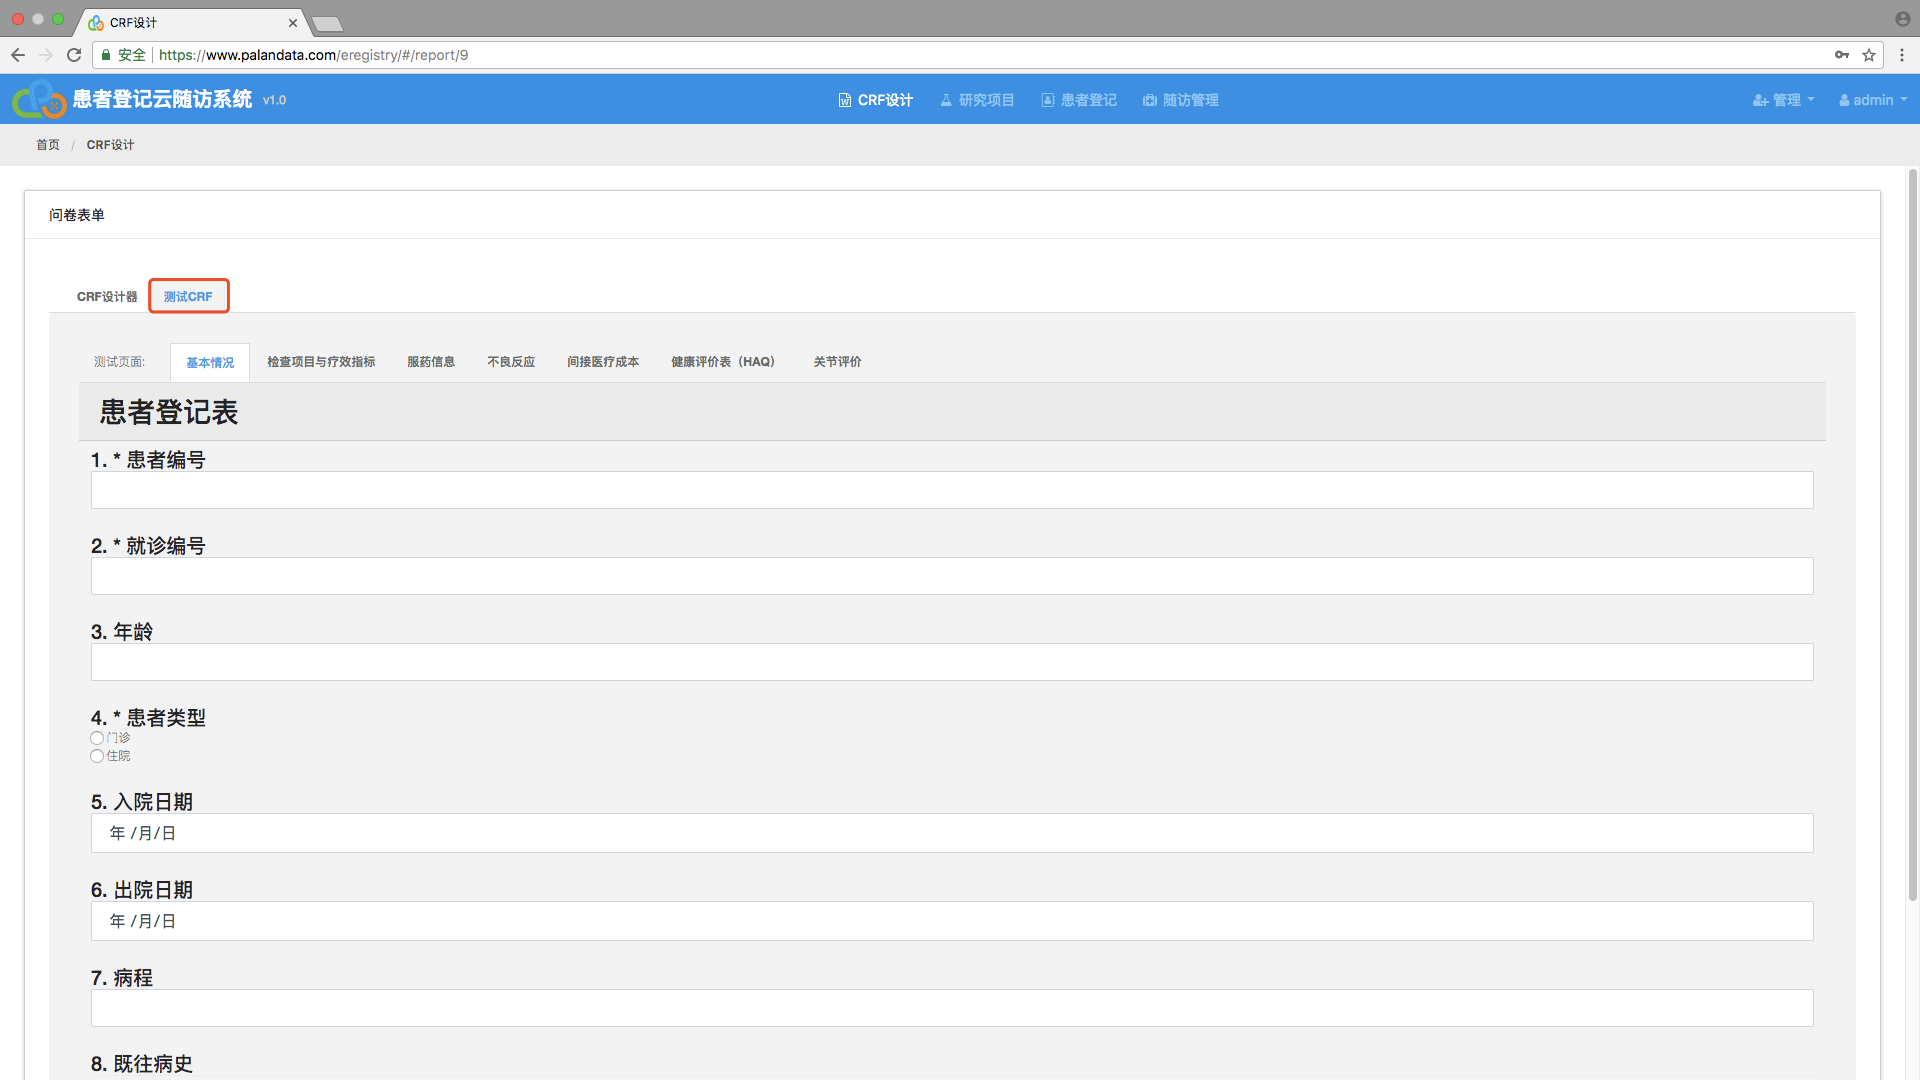 CRF设计
安全 https://www.palandata.com/eregistry/#/report/9
患者登记云随访系统 v1.0 CRF设计 研究项目 患者登记 随访管理 管理 admin
首页 / CRF设计
问卷表单
CRF设计器 测试CRF
测试页面: 基本情况 检查项目与疗效指标 服药信息 不良反应 间接医疗成本 健康评价表（HAQ） 关节评价
患者登记表
1. * 患者编号
2. * 就诊编号
3. 年龄
4. * 患者类型
门诊
住院
5. 入院日期
年 /月/日
6. 出院日期
年 /月/日
7. 病程
8. 既往病史